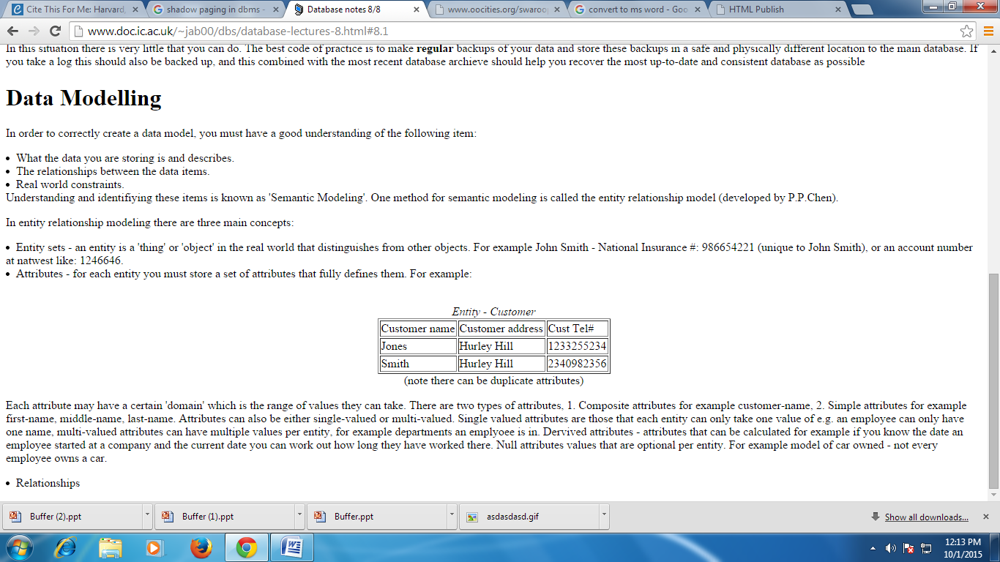 Cite This For Me: Harvard,
shadow paging in dbms -
Database notes 8/8
www.oocities.org/swaroo
convert to ms word - Goo
HTML Publish
www.doc.ic.ac.uk/~jab00/dbs/database-lectures-8.html#8.1
In this situation there is very little that you can do. The best code of practice is to make regular backups of your data and store these backups in a safe and physically different location to the main database. If
you take a log this should also be backed up, and this combined with the most recent database archieve should help you recover the most up-to-date and consistent database as possible
Data Modelling
In order to correctly create a data model, you must have a good understanding of the following item:
• What the data you are storing is and describes.
• The relationships between the data items.
• Real world constraints.
Understanding and identifiying these items is known as 'Semantic Modeling'. One method for semantic modeling is called the entity relationship model (developed by P.P.Chen).
In entity relationship modeling there are three main concepts:
• Entity sets - an entity is a 'thing' or 'object' in the real world that distinguishes from other objects. For example John Smith - National Insurance #: 986654221 (unique to John Smith), or an account number
at natwest like: 1246646.
• Attributes - for each entity you must store a set of attributes that fully defines them. For example:
Entity - Customer
Customer name Customer address Cust Tel#
Jones Hurley Hill 1233255234
Smith Hurley Hill 2340982356
(note there can be duplicate attributes)
Each attribute may have a certain 'domain' which is the range of values they can take. There are two types of attributes, 1. Composite attributes for example customer-name, 2. Simple attributes for example
first-name, middle-name, last-name. Attributes can also be either single-valued or multi-valued. Single valued attributes are those that each entity can only take one value of e.g. an employee can only have
one name, multi-valued attributes can have multiple values per entity, for example departments an emplyoee is in. Dervived attributes - attributes that can be calculated for example if you know the date an
employee started at a company and the current date you can work out how long they have worked there. Null attributes values that are optional per entity. For example model of car owned - not every
employee owns a car.
• Relationships
Buffer (2).ppt
Buffer (1).ppt
Buffer.ppt
asdasdasd.gif
Show all downloads...
12:13 PM
10/1/2015